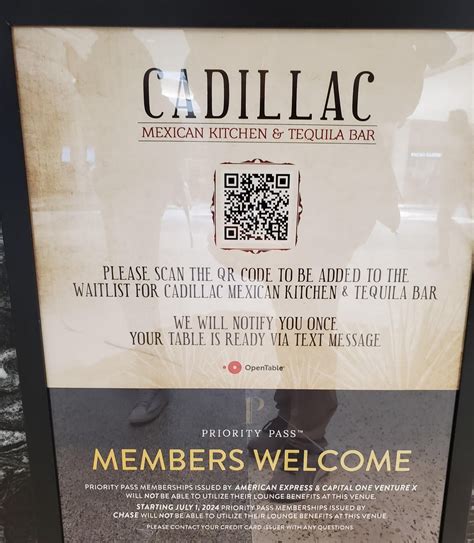 CADILLAC
MEXICAN KITCHEN & TEQUILA BAR
PLEASE SCAN THE QR CODE TO BE ADDED TO THE
WAITLIST FOR CADILLAC MEXICAN KITCHEN & TEQUILA BAR
WE WILL NOTIFY YOU ONCE
YOUR TABLE IS READY VIA TEXT MESSAGE
OpenTable
P
PRIORITY PASS™
MEMBERS WELCOME
PRIORITY PASS MEMBERSHIPS ISSUED BY AMERICAN EXPRESS & CAPITAL ONE VENTURE X
WILL NOT BE ABLE TO UTILIZE THEIR LOUNGE BENEFITS AT THIS VENUE.
STARTING JULY 1, 2024 PRIORITY PASS MEMBERSHIPS ISSUED BY
CHASE WILL NOT BE ABLE TO UTILIZE THEIR LOUNGE BENEFITS AT THIS VENUE
PLEASE CONTACT YOUR CREDIT CARD ISSUER WITH ANY QUESTIONS